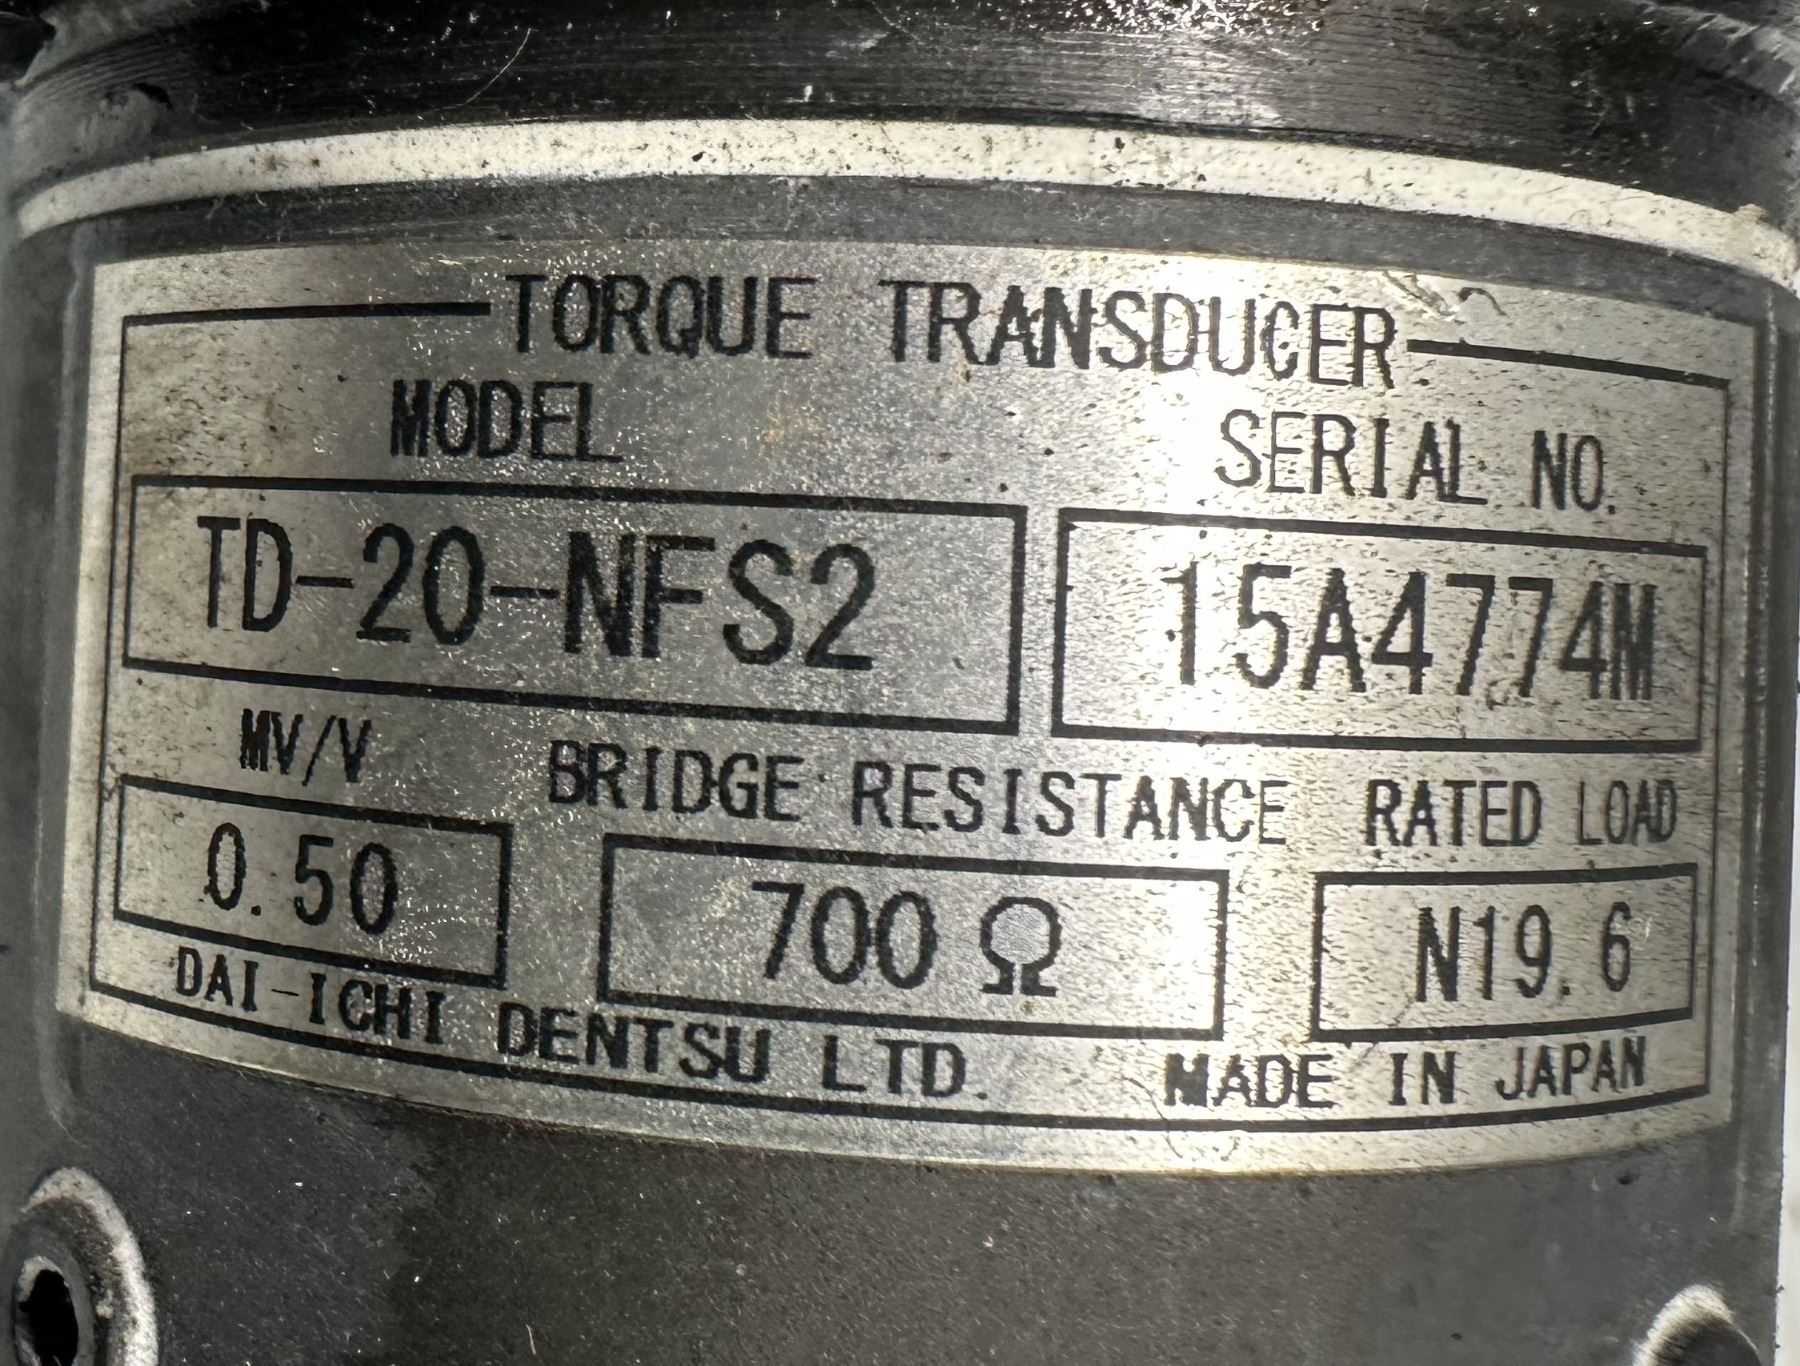 TORQUE TRANSDUCER
MODEL SERIAL NO.
TD-20-NFS2 15A4774M
MV/V BRIDGE RESISTANCE RATED LOAD
0.50 700 Ω N19.6
DAI-ICHI DENTSU LTD. MADE IN JAPAN